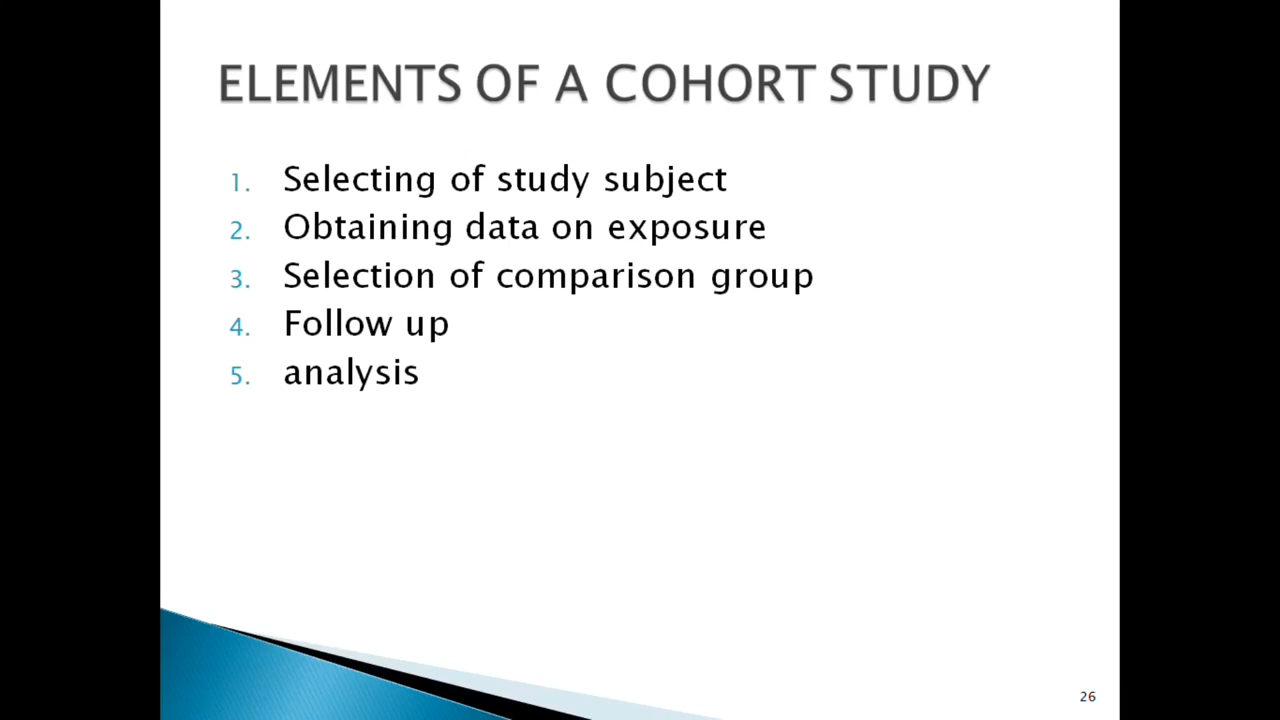 ELEMENTS OF A COHORT STUDY
1. Selecting of study subject
2. Obtaining data on exposure
3. Selection of comparison group
4. Follow up
5. analysis
26